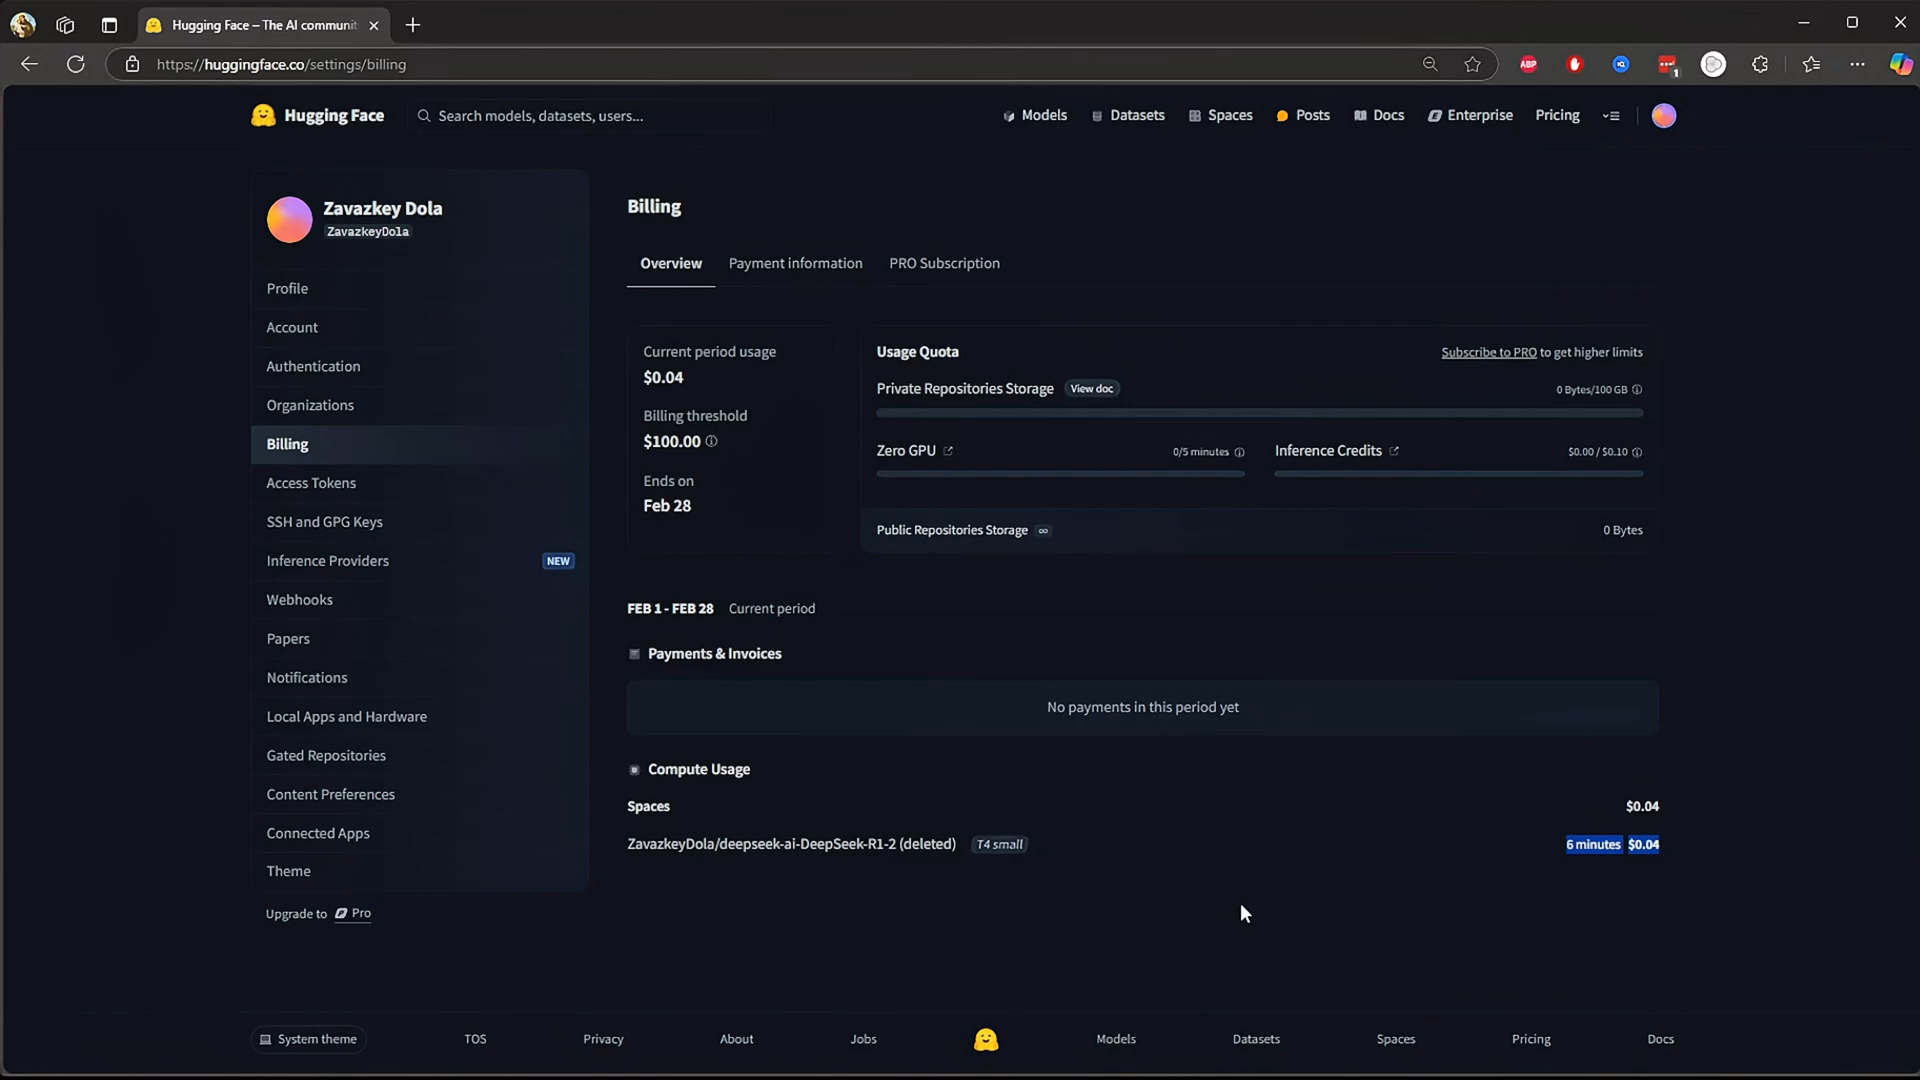 Hugging Face – The AI communit
https://huggingface.co/settings/billing
ABP
1
Hugging Face
Search models, datasets, users...
Models
Datasets
Spaces
Posts
Docs
Enterprise
Pricing
Zavazkey Dola
ZavazkeyDola
Profile
Account
Authentication
Organizations
Billing
Access Tokens
SSH and GPG Keys
Inference Providers NEW
Webhooks
Papers
Notifications
Local Apps and Hardware
Gated Repositories
Content Preferences
Connected Apps
Theme
Upgrade to Pro
Billing
Overview
Payment information
PRO Subscription
Current period usage
$0.04
Billing threshold
$100.00
Ends on
Feb 28
Usage Quota
Subscribe to PRO to get higher limits
Private Repositories Storage View doc
0 Bytes/100 GB
Zero GPU
0/5 minutes
Inference Credits
$0.00 / $0.10
Public Repositories Storage ∞
0 Bytes
FEB 1 - FEB 28 Current period
Payments & Invoices
No payments in this period yet
Compute Usage
Spaces $0.04
ZavazkeyDola/deepseek-ai-DeepSeek-R1-2 (deleted) T4 small 6 minutes $0.04
System theme
TOS
Privacy
About
Jobs
Models
Datasets
Spaces
Pricing
Docs